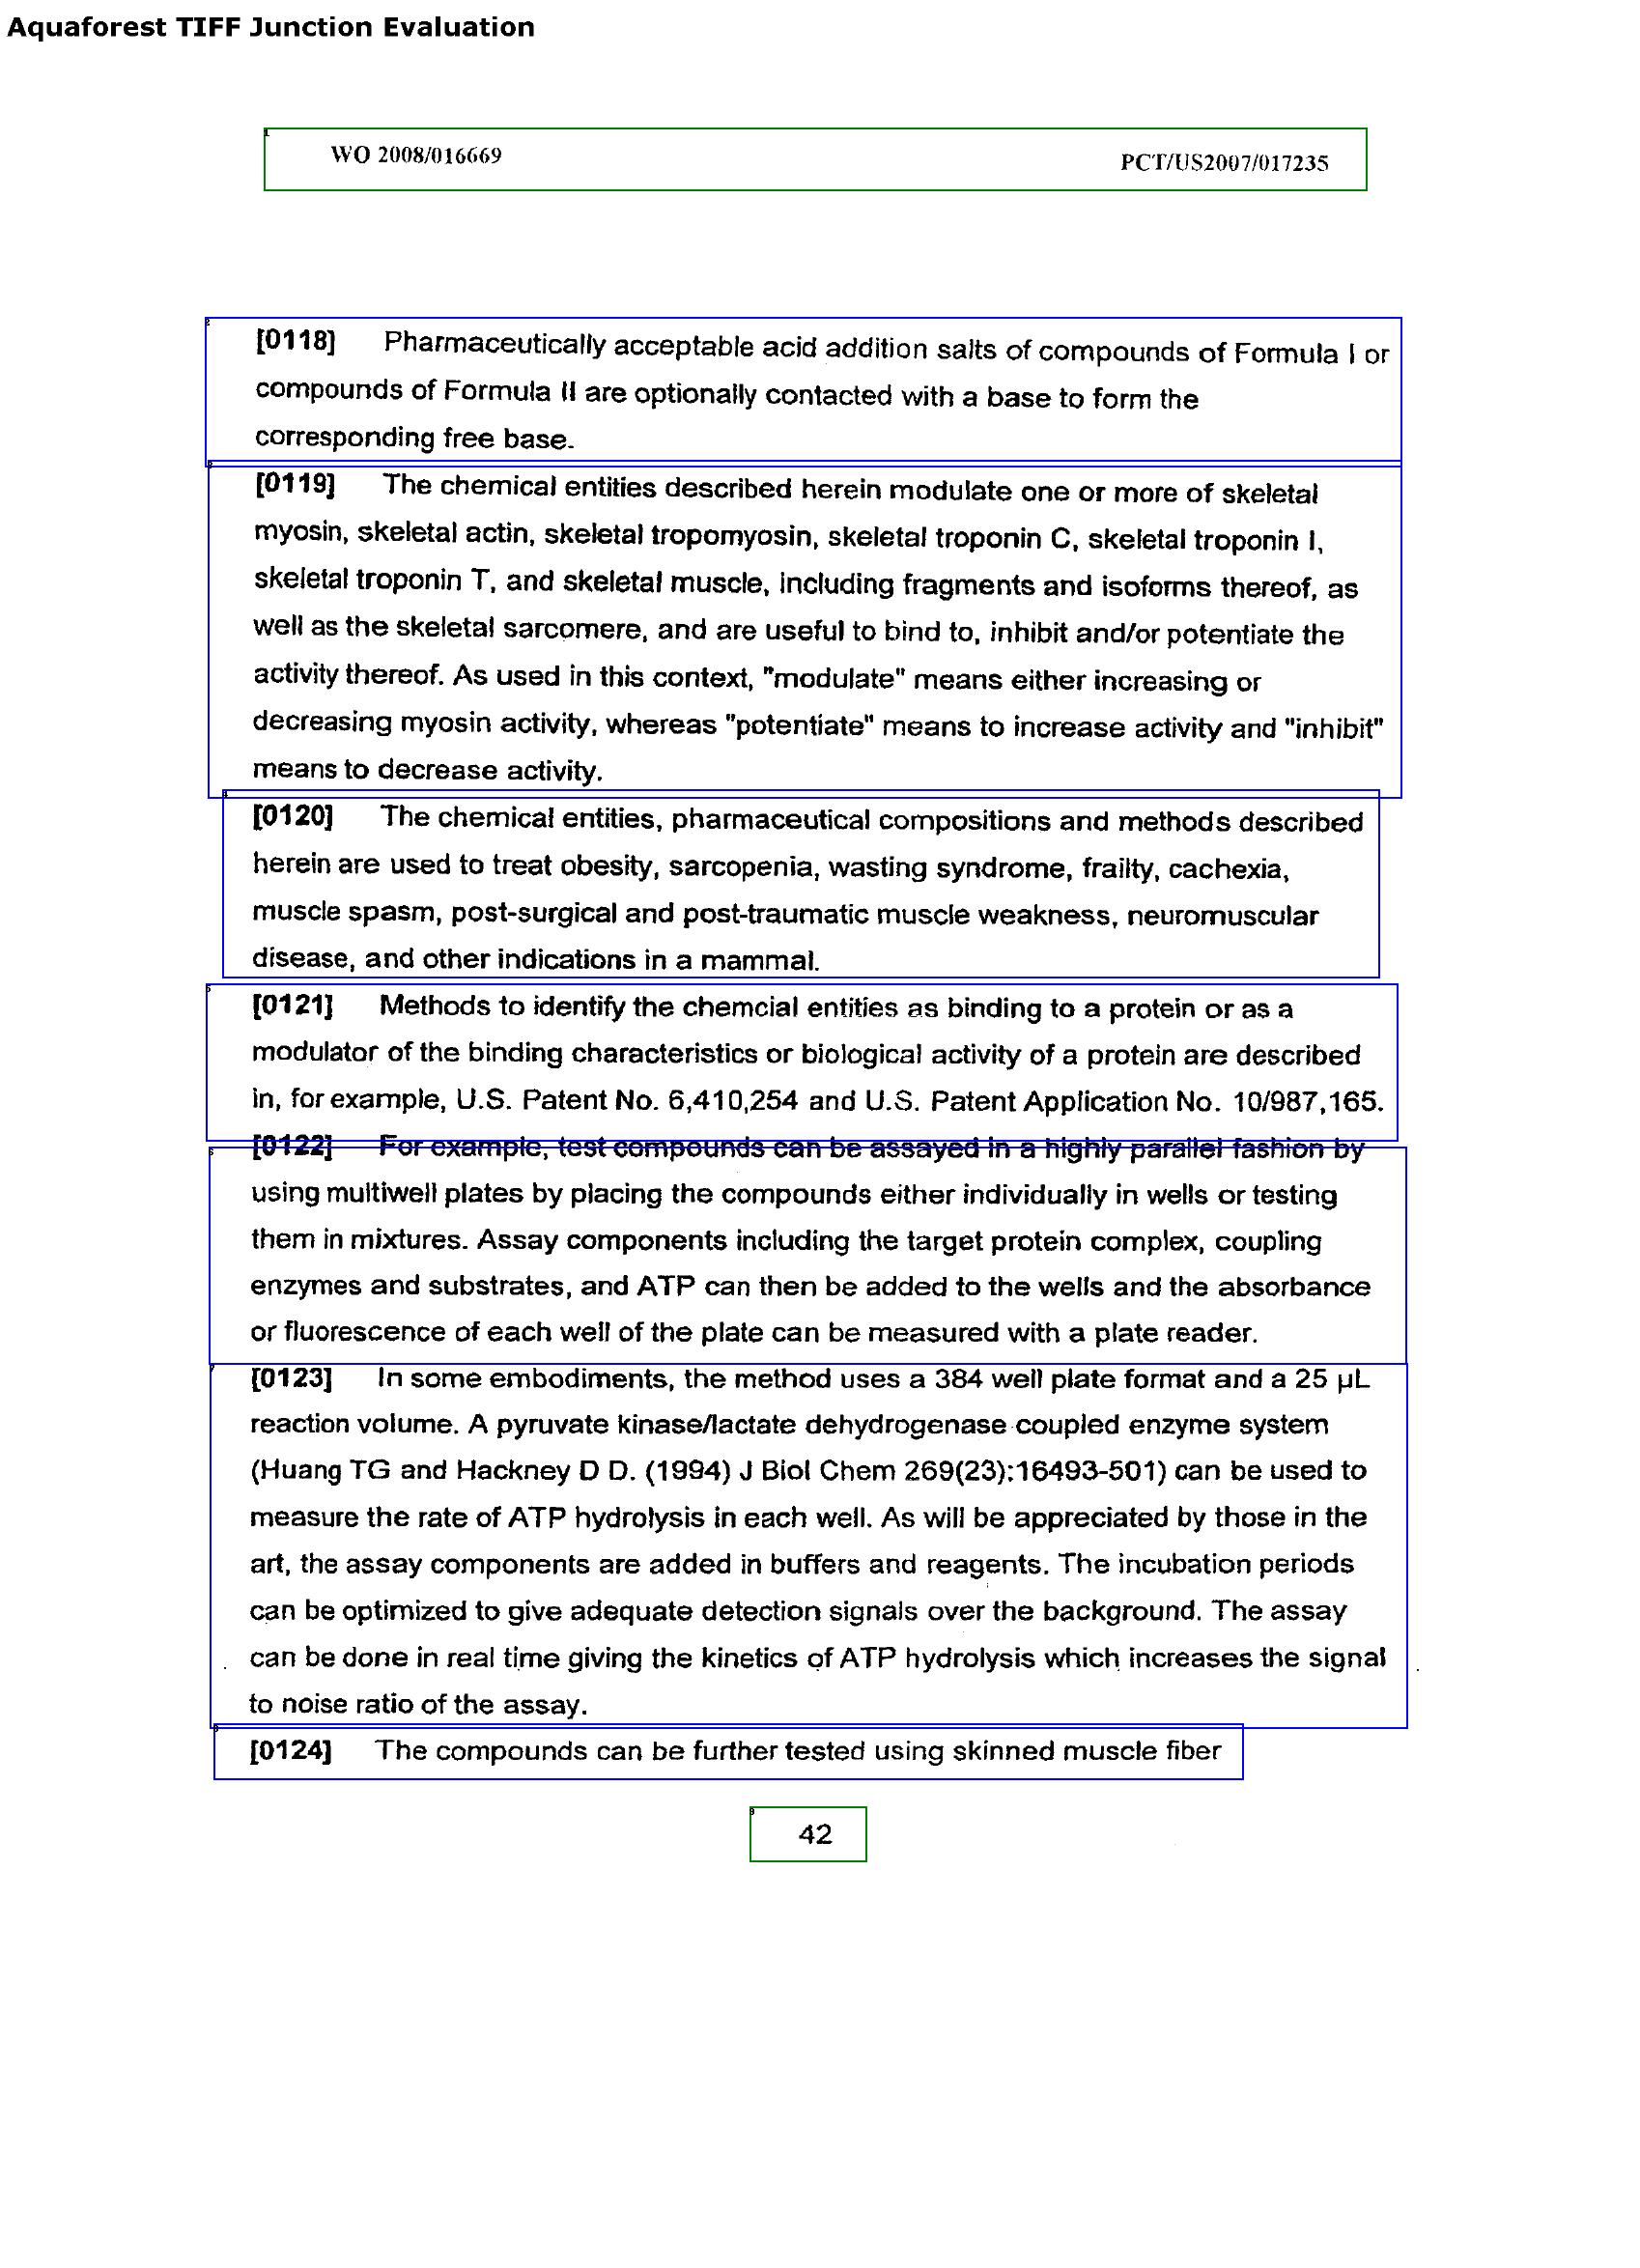 Aquaforest TIFF Junction Evaluation
WO 2008/016669 PCT/US2007/017235
[0118] Pharmaceutically acceptable acid addition salts of compounds of Formula I or
compounds of Formula II are optionally contacted with a base to form the
corresponding free base.
[0119] The chemical entities described herein modulate one or more of skeletal
myosin, skeletal actin, skeletal tropomyosin, skeletal troponin C, skeletal troponin I,
skeletal troponin T, and skeletal muscle, including fragments and isoforms thereof, as
well as the skeletal sarcomere, and are useful to bind to, inhibit and/or potentiate the
activity thereof. As used in this context, "modulate" means either increasing or
decreasing myosin activity, whereas "potentiate" means to increase activity and "inhibit"
means to decrease activity.
[0120] The chemical entities, pharmaceutical compositions and methods described
herein are used to treat obesity, sarcopenia, wasting syndrome, frailty, cachexia,
muscle spasm, post-surgical and post-traumatic muscle weakness, neuromuscular
disease, and other indications in a mammal.
[0121] Methods to identify the chemcial entities as binding to a protein or as a
modulator of the binding characteristics or biological activity of a protein are described
in, for example, U.S. Patent No. 6,410,254 and U.S. Patent Application No. 10/987,165.
[0122] For example, test compounds can be assayed in a highly parallel fashion by
using multiwell plates by placing the compounds either individually in wells or testing
them in mixtures. Assay components including the target protein complex, coupling
enzymes and substrates, and ATP can then be added to the wells and the absorbance
or fluorescence of each well of the plate can be measured with a plate reader.
[0123] In some embodiments, the method uses a 384 well plate format and a 25 µL
reaction volume. A pyruvate kinase/lactate dehydrogenase coupled enzyme system
(Huang TG and Hackney D D. (1994) J Biol Chem 269(23):16493-501) can be used to
measure the rate of ATP hydrolysis in each well. As will be appreciated by those in the
art, the assay components are added in buffers and reagents. The incubation periods
can be optimized to give adequate detection signals over the background. The assay
can be done in real time giving the kinetics of ATP hydrolysis which increases the signal
to noise ratio of the assay.
[0124] The compounds can be further tested using skinned muscle fiber
42